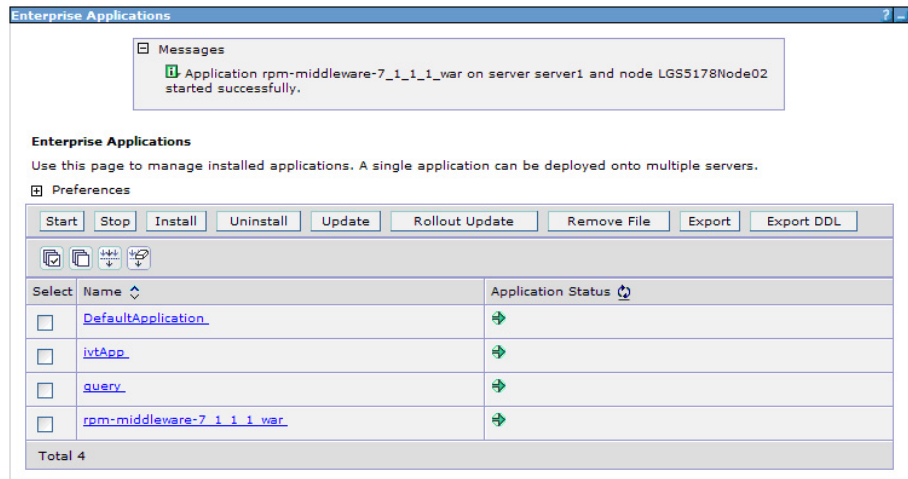 Enterprise Applications ? _
Messages
Application rpm-middleware-7_1_1_1_war on server server1 and node LGS5178Node02
started successfully.
Enterprise Applications
Use this page to manage installed applications. A single application can be deployed onto multiple servers.
Preferences
Start Stop Install Uninstall Update Rollout Update Remove File Export Export DDL
Select Name Application Status
DefaultApplication
ivtApp
query
rpm-middleware-7_1_1_1_war
Total 4